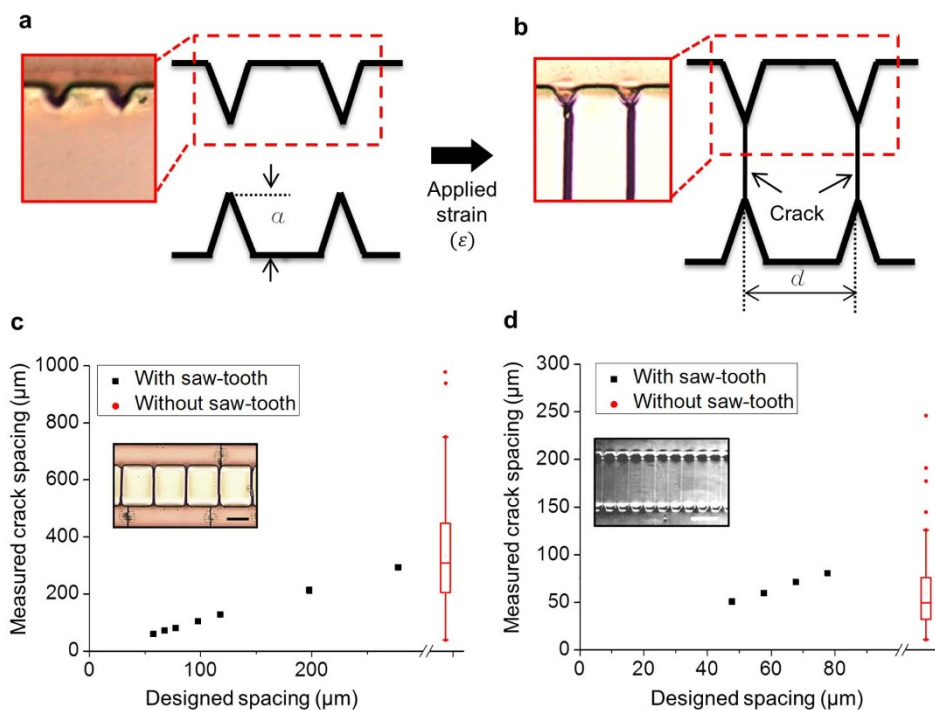 a
b
a
Applied
strain
(ε)
Crack
d
c
d
1000
800
600
400
200
0
Measured crack spacing (µm)
With saw-tooth
Without saw-tooth
0
100
200
Designed spacing (µm)
300
250
200
150
100
50
0
Measured crack spacing (µm)
With saw-tooth
Without saw-tooth
0
20
40
60
80
Designed spacing (µm)